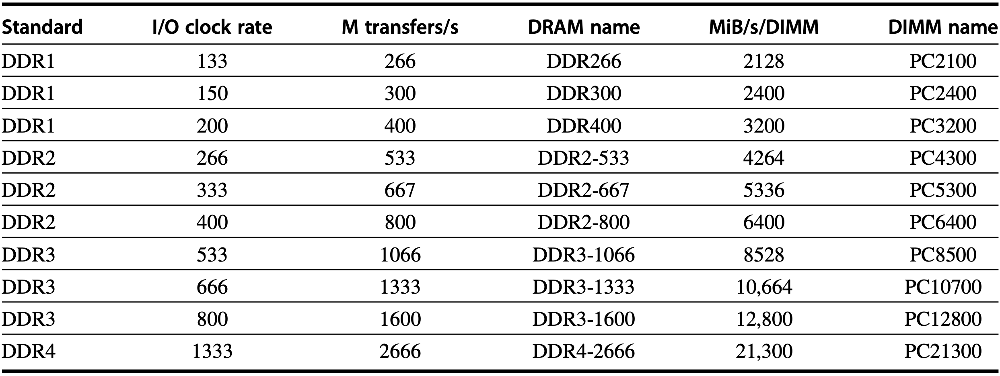 Standard I/O clock rate M transfers/s DRAM name MiB/s/DIMM DIMM name
DDR1 133 266 DDR266 2128 PC2100
DDR1 150 300 DDR300 2400 PC2400
DDR1 200 400 DDR400 3200 PC3200
DDR2 266 533 DDR2-533 4264 PC4300
DDR2 333 667 DDR2-667 5336 PC5300
DDR2 400 800 DDR2-800 6400 PC6400
DDR3 533 1066 DDR3-1066 8528 PC8500
DDR3 666 1333 DDR3-1333 10,664 PC10700
DDR3 800 1600 DDR3-1600 12,800 PC12800
DDR4 1333 2666 DDR4-2666 21,300 PC21300